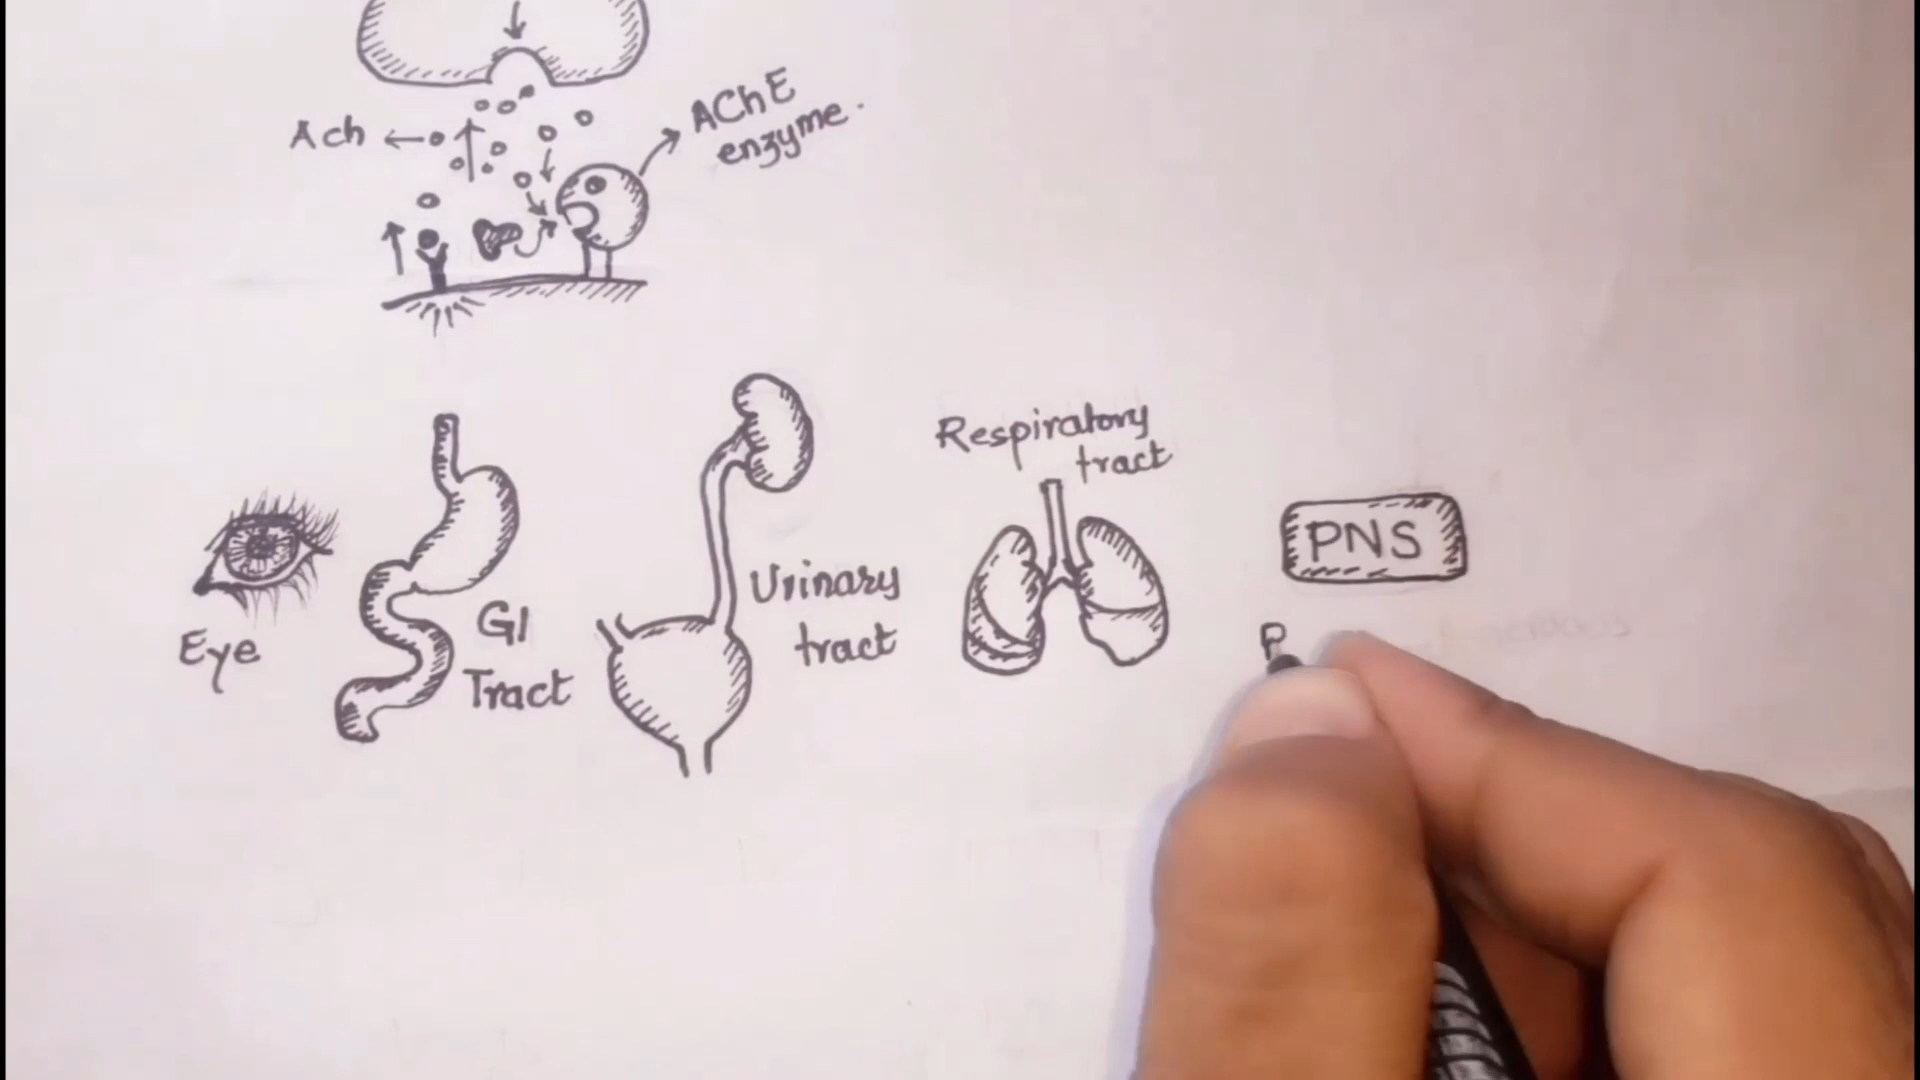 Ach
AChE
enzyme.
Respiratory
tract
PNS
Urinary
tract
GI
Tract
Eye
P